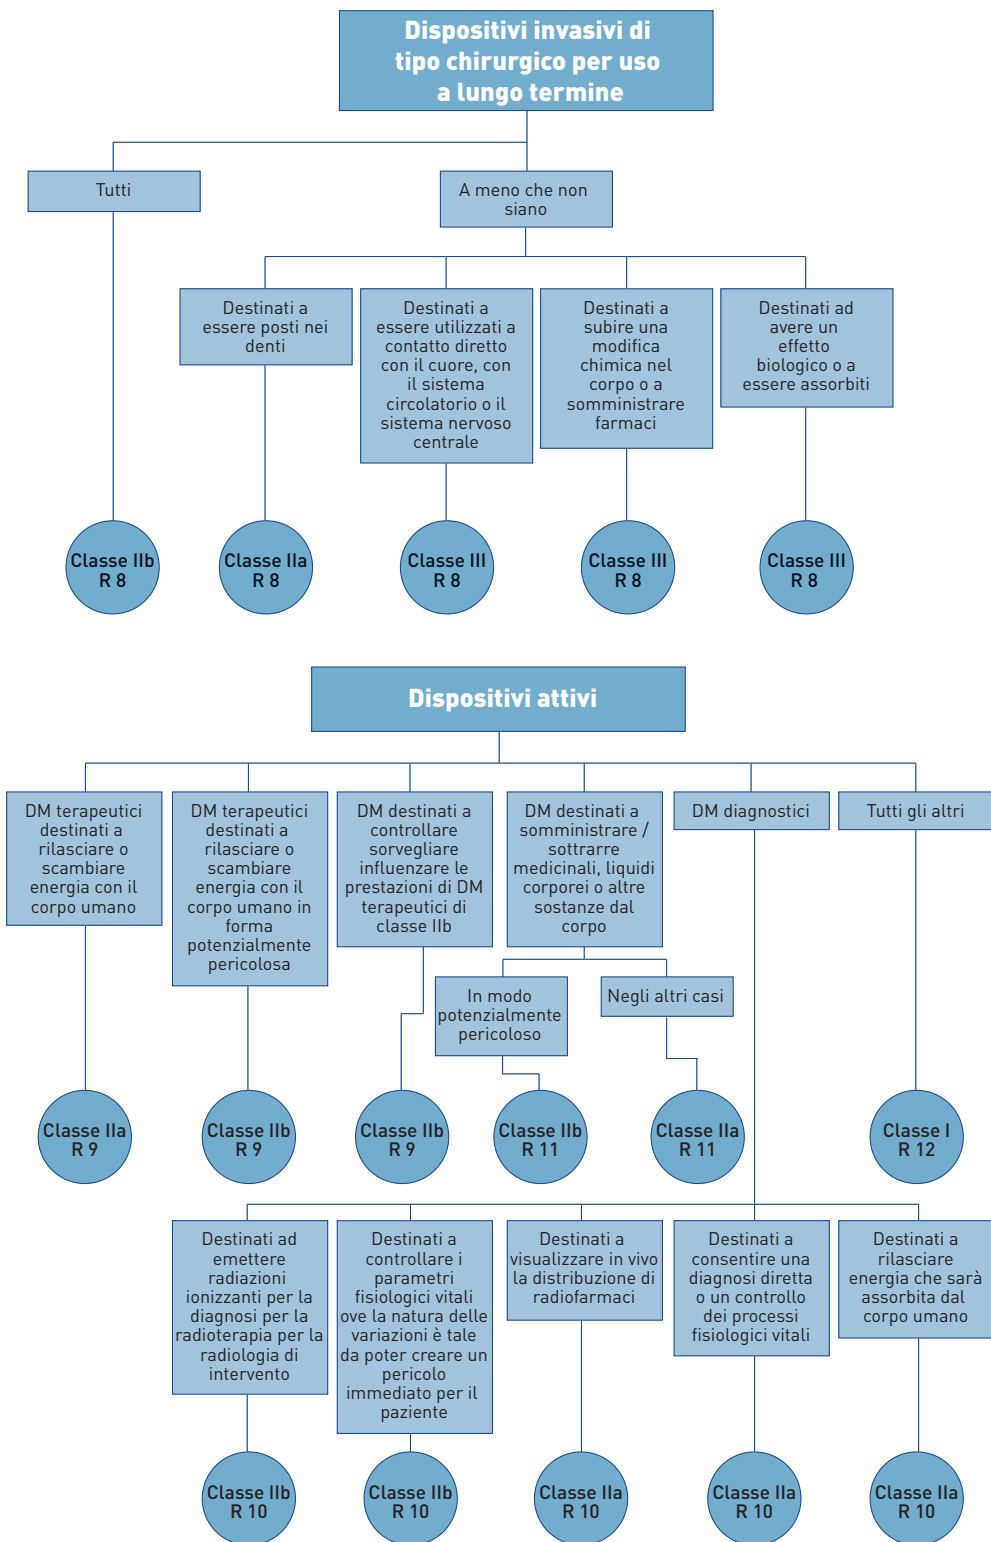 Dispositivi invasivi di
tipo chirurgico per uso
a lungo termine
Tutti
A meno che non
siano
Destinati a
essere posti nei
denti
Destinati a
essere utilizzati a
contatto diretto
con il cuore, con
il sistema
circolatorio o il
sistema nervoso
centrale
Destinati a
subire una
modifica
chimica nel
corpo o a
somministrare
farmaci
Destinati ad
avere un
effetto
biologico o a
essere assorbiti
Classe IIb
R 8
Classe IIa
R 8
Classe III
R 8
Classe III
R 8
Classe III
R 8
Dispositivi attivi
DM terapeutici
destinati a
rilasciare o
scambiare
energia con il
corpo umano
DM terapeutici
destinati a
rilasciare o
scambiare
energia con il
corpo umano in
forma
potenzialmente
pericolosa
DM destinati a
controllare
sorvegliare
influenzare le
prestazioni di DM
terapeutici di
classe IIb
DM destinati a
somministrare /
sottrarre
medicinali, liquidi
corporei o altre
sostanze dal
corpo
DM diagnostici
Tutti gli altri
In modo
potenzialmente
pericoloso
Negli altri casi
Classe IIa
R 9
Classe IIb
R 9
Classe IIb
R 9
Classe IIb
R 11
Classe IIa
R 11
Classe I
R 12
Destinati ad
emettere
radiazioni
ionizzanti per la
diagnosi per la
radioterapia per la
radiologia di
intervento
Destinati a
controllare i
parametri
fisiologici vitali
ove la natura delle
variazioni è tale
da poter creare un
pericolo
immediato per il
paziente
Destinati a
visualizzare in vivo
la distribuzione di
radiofarmaci
Destinati a
consentire una
diagnosi diretta
o un controllo
dei processi
fisiologici vitali
Destinati a
rilasciare
energia che sarà
assorbita dal
corpo umano
Classe IIb
R 10
Classe IIb
R 10
Classe IIa
R 10
Classe IIa
R 10
Classe IIa
R 10